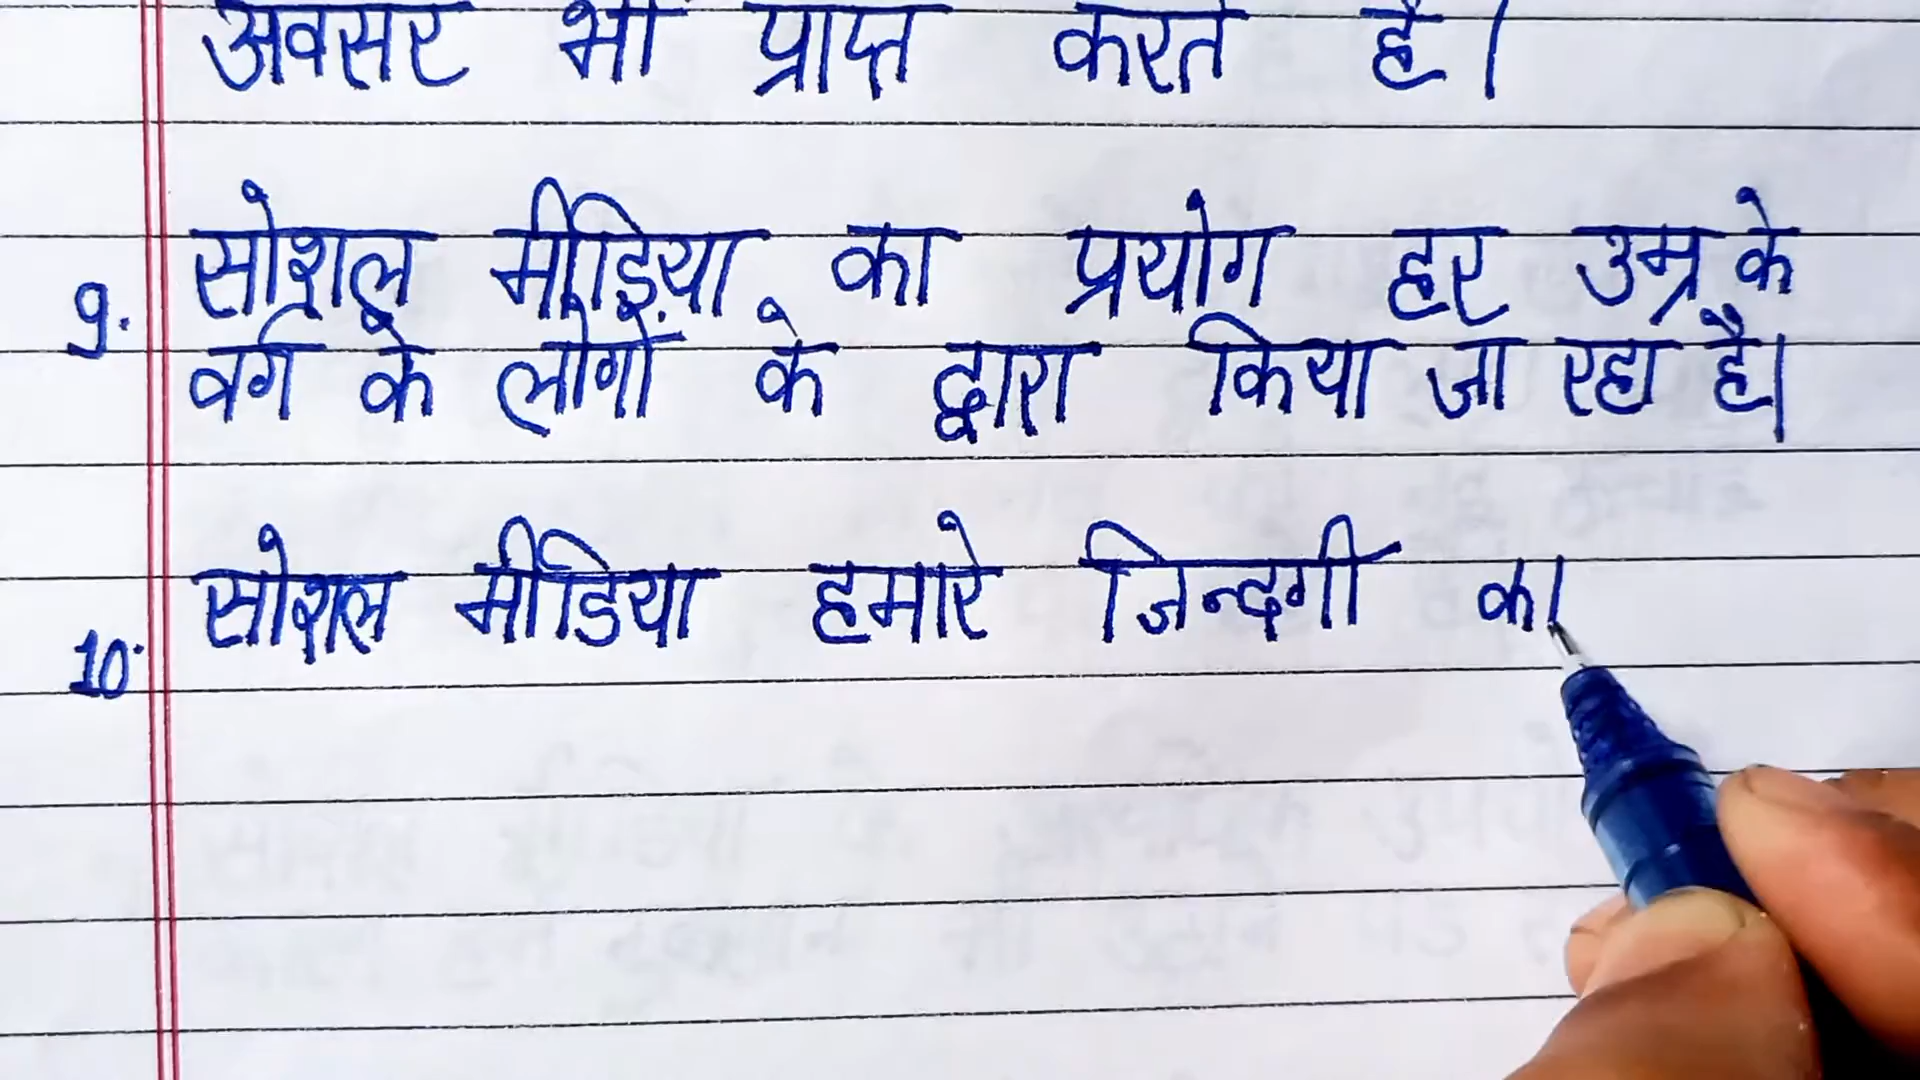 अवसर भी प्राप्त करते है।
9. सोशल मीडिया का प्रयोग हर उम्र के
वर्ग के लोगों के द्वारा किया जा रहा है।
10. सोशल मीडिया हमारे जिन्दगी का